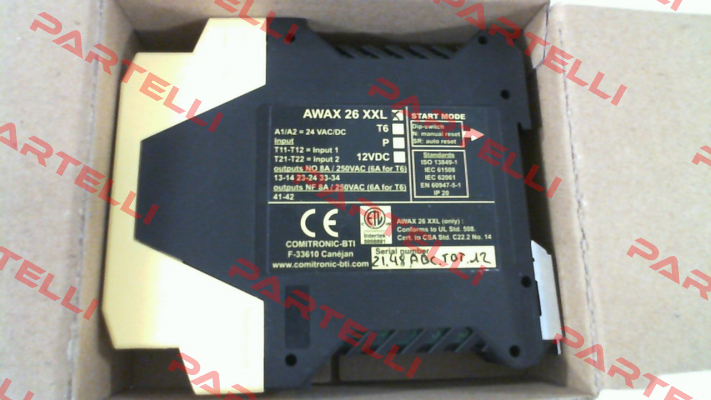 AWAX 26 XXL
T6
A1/A2 = 24 VAC/DC
Input
P
T11-T12 = Input 1
T21-T22 = Input 2
12VDC
outputs NO 8A / 250VAC (6A for T6)
13-14 23-24 33-34
outputs NF 8A / 250VAC (6A for T6)
41-42
START MODE
Dip-switch
N: manual reset
SR: auto reset
Standards
ISO 13849-1
IEC 61508
IEC 62061
EN 60947-5-1
IP 20
CE
ETL
Intertek
COMITRONIC-BTI
F-33610 Canéjan
www.comitronic-bti.com
AWAX 26 XXL (only) :
Conforms to UL Std. 508.
Cert. to CSA Std. C22.2 No. 14
Serial number
21.48 ABC TOT .12
PARTELLI
PARTELLI
PARTELLI
PARTELLI
PARTELLI
PARTELLI